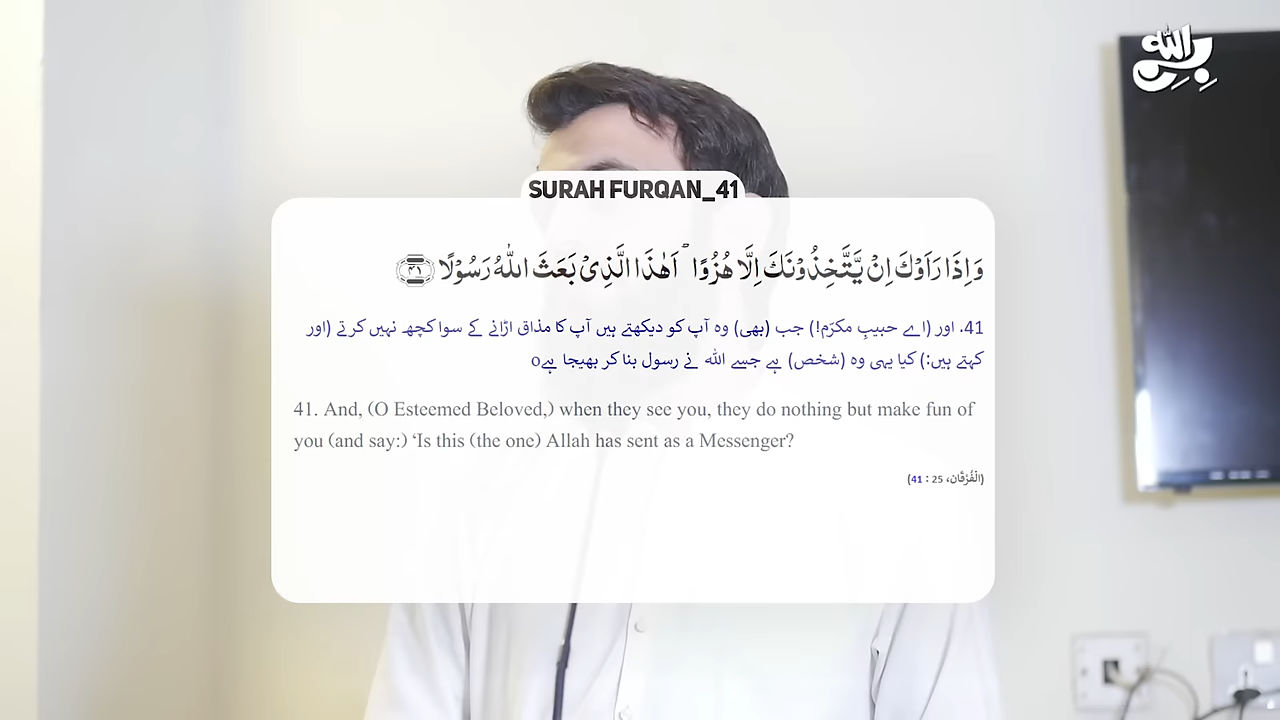 بسم الله
SURAH FURQAN_41
وَاِذَا رَاَوْكَ اِنْ يَّتَّخِذُوْنَكَ اِلَّا هُزُوًا ؕ اَهٰذَا الَّذِيْ بَعَثَ اللّٰهُ رَسُوْلًا ﴿۴۱﴾
41. اور (اے حبیبِ مکرّم!) جب (بھی) وہ آپ کو دیکھتے ہیں آپ کا مذاق اڑانے کے سوا کچھ نہیں کرتے (اور
کہتے ہیں:) کیا یہی وہ (شخص) ہے جسے اللہ نے رسول بنا کر بھیجا ہےo
41. And, (O Esteemed Beloved,) when they see you, they do nothing but make fun of
you (and say:) ‘Is this (the one) Allah has sent as a Messenger?
(الْفُرْقَان، 25 : 41)